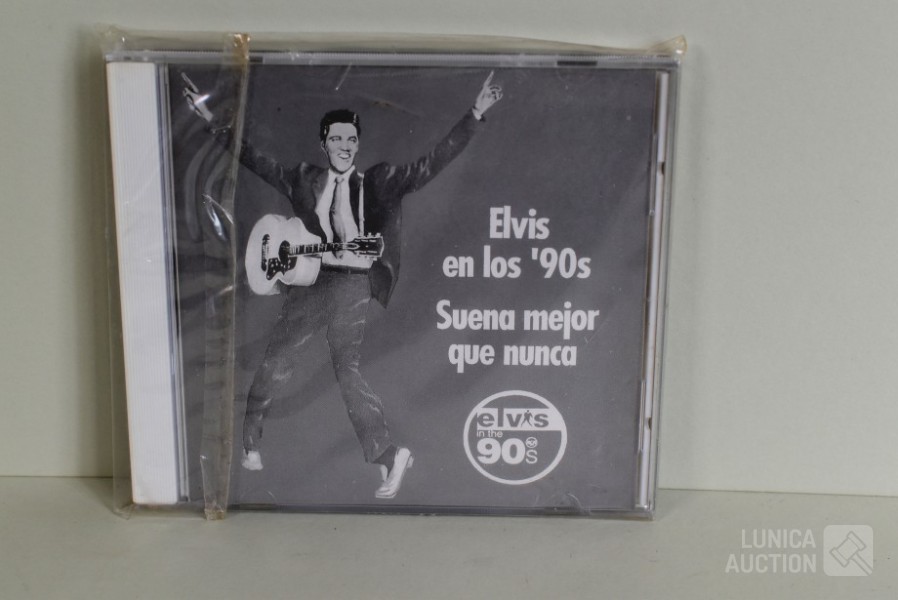 Elvis
en los '90s
Suena mejor
que nunca
elvis
in the
90s
LUNICA
AUCTION